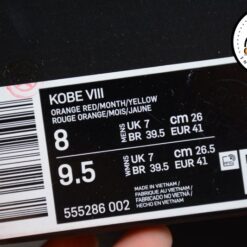 KOBE VIII
ORANGE RED/MONTH/YELLOW
ROUGE ORANGE/MOIS/JAUNE
8 MENS UK 7 cm 26
BR 39.5 EUR 41
9.5 WMNS UK 7 cm 26.5
BR 39.5 EUR 41
555286 002
MADE IN VIETNAM/
FABRIQUÉ AU VIETNAM/
FABRICADO NO VIETNÃ/
HECHO EN VIETNAM